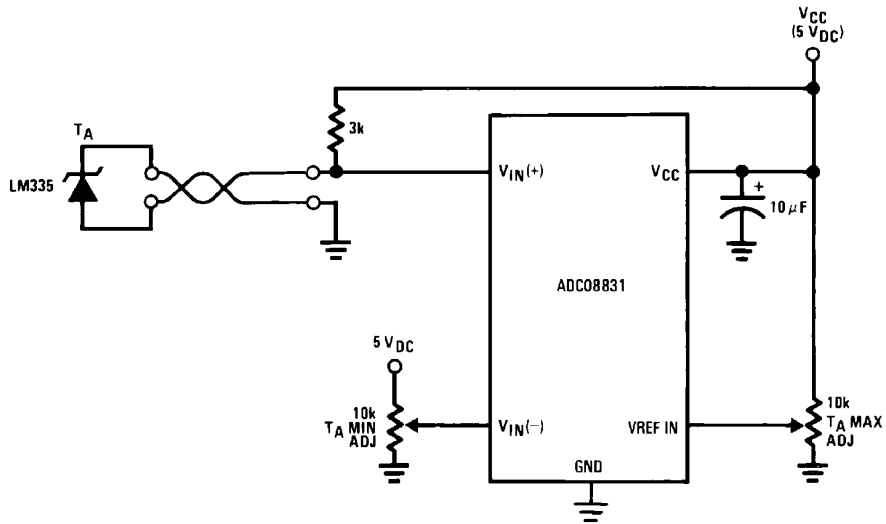 VCC
(5 VDC)
3k
TA
LM335
VIN(+)
VCC
+
10 µF
ADC08831
5 VDC
10k
TA MIN
ADJ
VIN(−)
VREF IN
10k
TA MAX
ADJ
GND